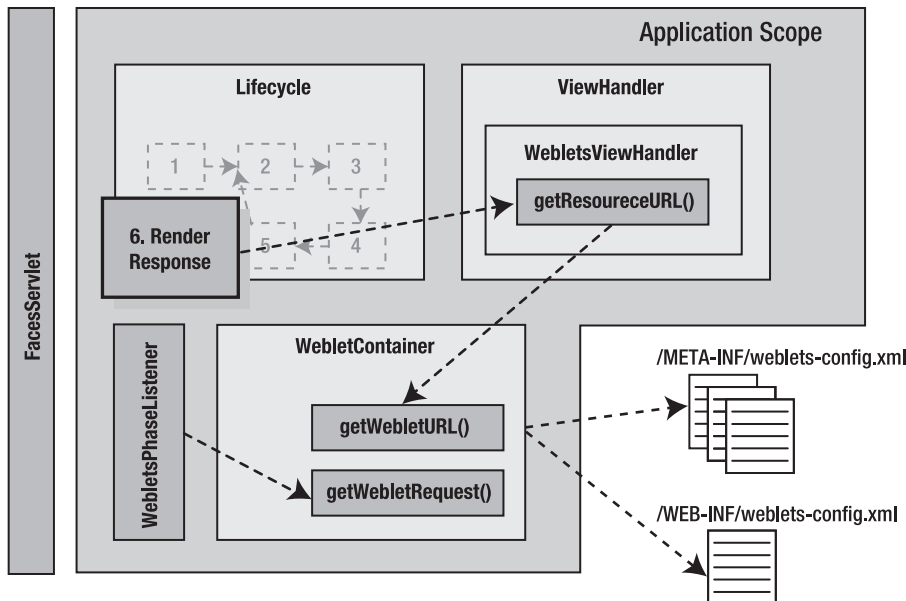 Application Scope
FacesServlet
Lifecycle
1
2
3
4
5
6. Render
Response
ViewHandler
WebletsViewHandler
getResoureceURL()
WebletsPhaseListener
WebletContainer
getWebletURL()
getWebletRequest()
/META-INF/weblets-config.xml
/WEB-INF/weblets-config.xml